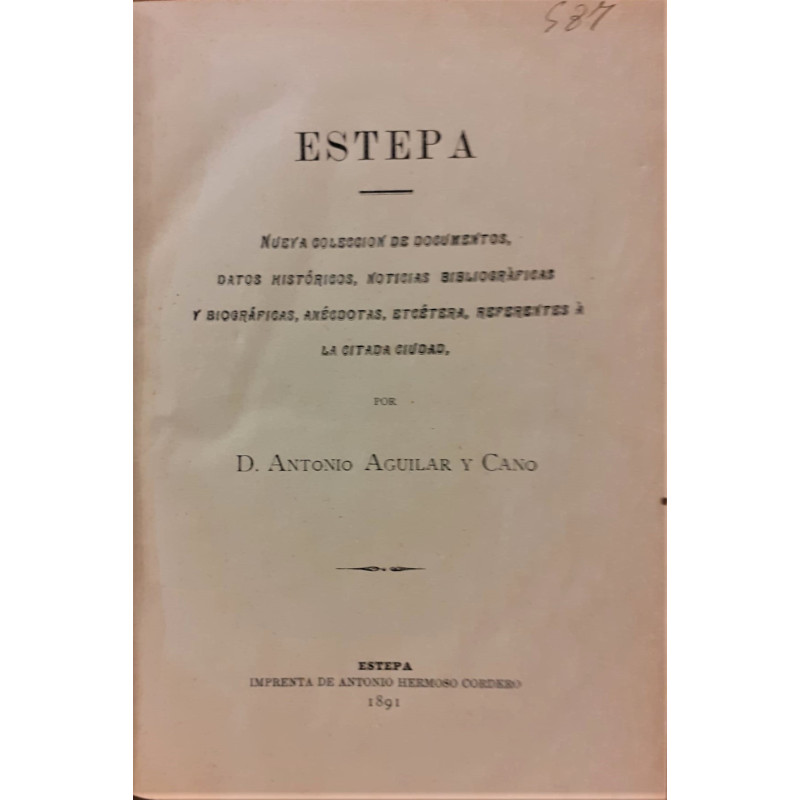 587
ESTEPA
NUEVA COLECCION DE DOCUMENTOS,
DATOS HISTÓRICOS, NOTICIAS BIBLIOGRÀFICAS
Y BIOGRÁFICAS, ANÉCDOTAS, ETCÉTERA, REFERENTES À
LA CITADA CIUDAD,
POR
D. ANTONIO AGUILAR Y CANO
ESTEPA
IMPRENTA DE ANTONIO HERMOSO CORDERO
1891